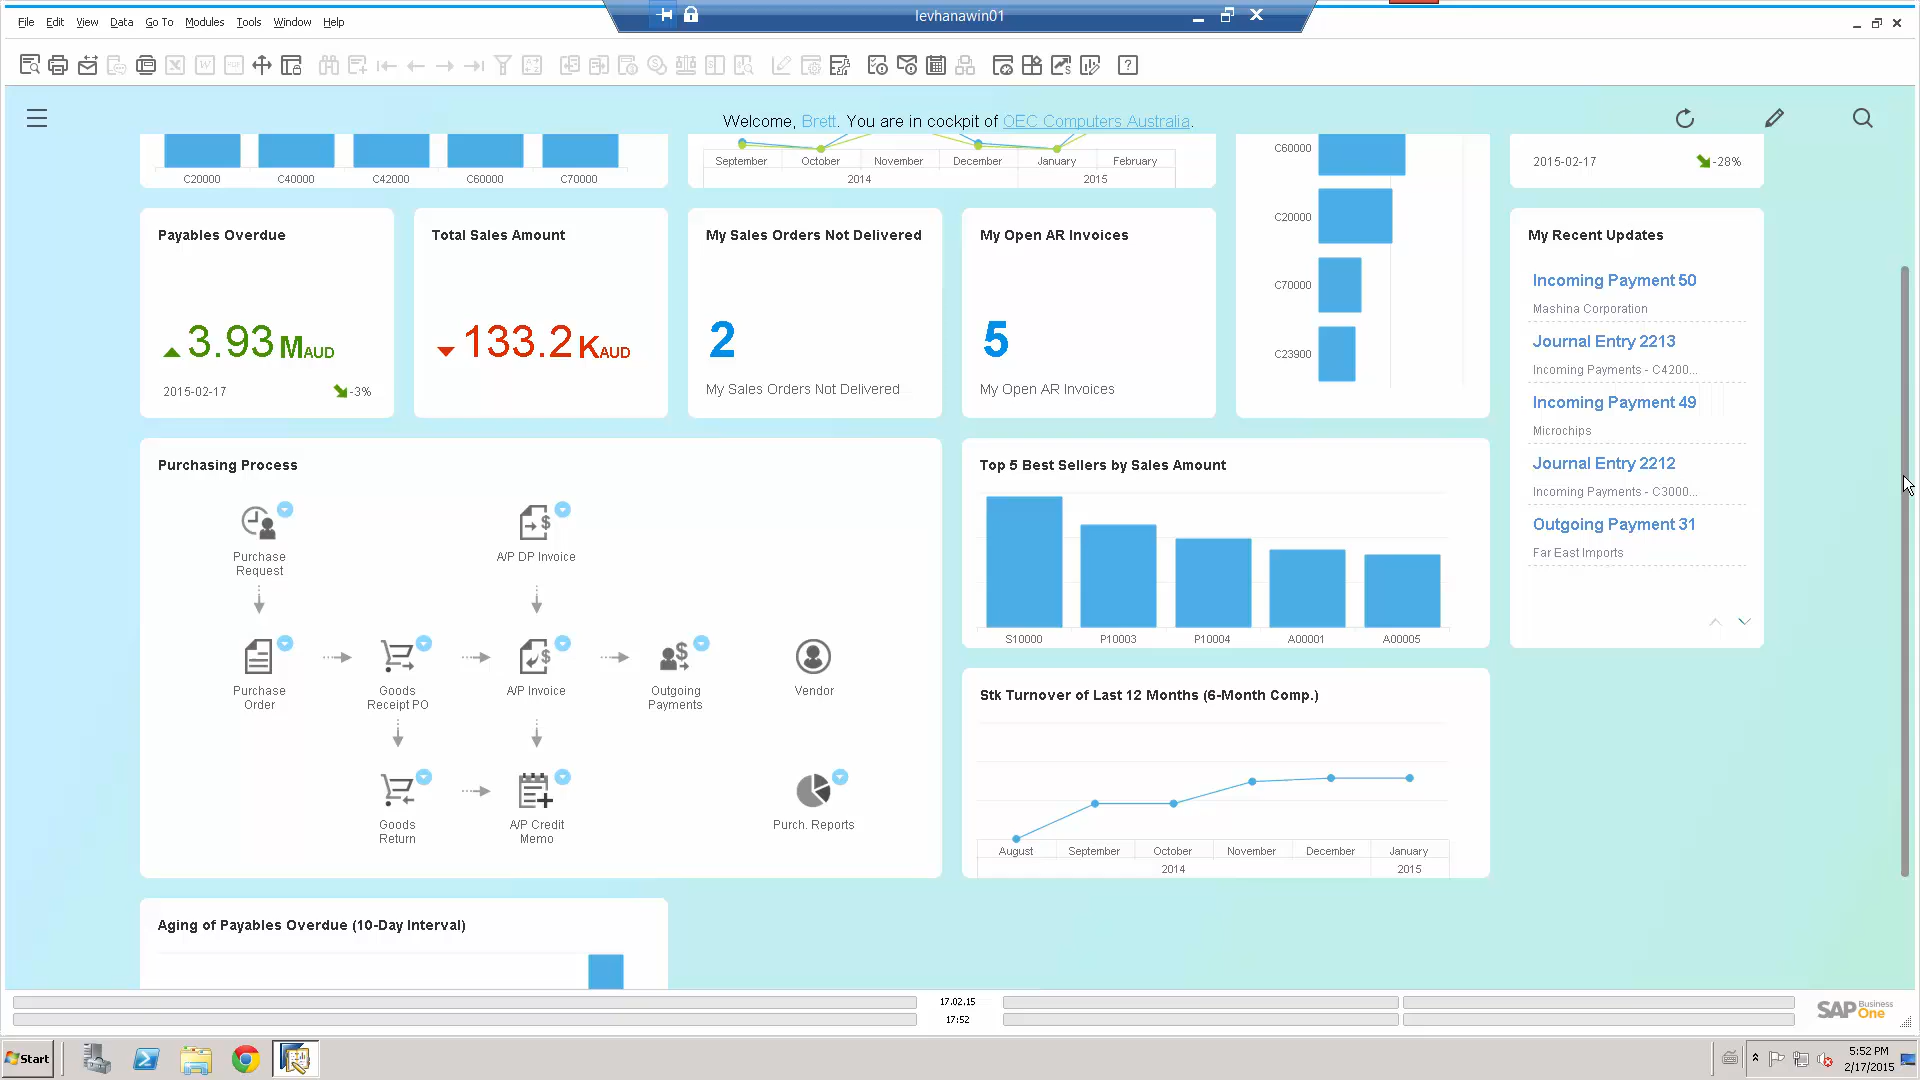 levhanawin01
File Edit View Data Go To Modules Tools Window Help
Welcome, Brett. You are in cockpit of OEC Computers Australia.
C20000 C40000 C42000 C60000 C70000
September October November December January February
2014 2015
C60000
C20000
C70000
C23900
2015-02-17 -28%
Payables Overdue
3.93 MAUD
2015-02-17 -3%
Total Sales Amount
133.2 KAUD
My Sales Orders Not Delivered
2
My Sales Orders Not Delivered
My Open AR Invoices
5
My Open AR Invoices
My Recent Updates
Incoming Payment 50
Mashina Corporation
Journal Entry 2213
Incoming Payments - C4200...
Incoming Payment 49
Microchips
Journal Entry 2212
Incoming Payments - C3000...
Outgoing Payment 31
Far East Imports
Purchasing Process
Purchase
Request
A/P DP Invoice
Purchase
Order
Goods
Receipt PO
A/P Invoice
Outgoing
Payments
Vendor
Goods
Return
A/P Credit
Memo
Purch. Reports
Top 5 Best Sellers by Sales Amount
S10000 P10003 P10004 A00001 A00005
Stk Turnover of Last 12 Months (6-Month Comp.)
August September October November December January
2014 2015
Aging of Payables Overdue (10-Day Interval)
17.02.15
17:52
SAP Business One
Start
5:52 PM
2/17/2015